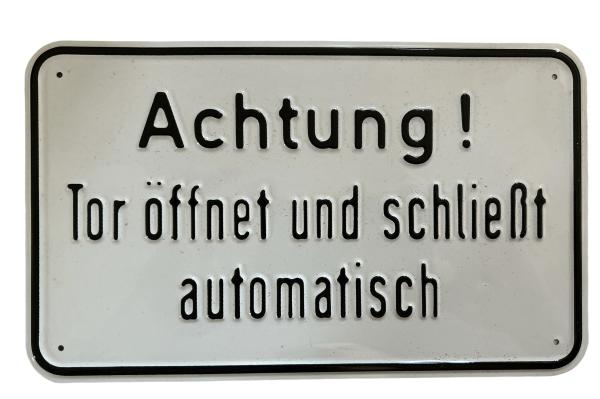 Achtung!
Tor öffnet und schließt
automatisch